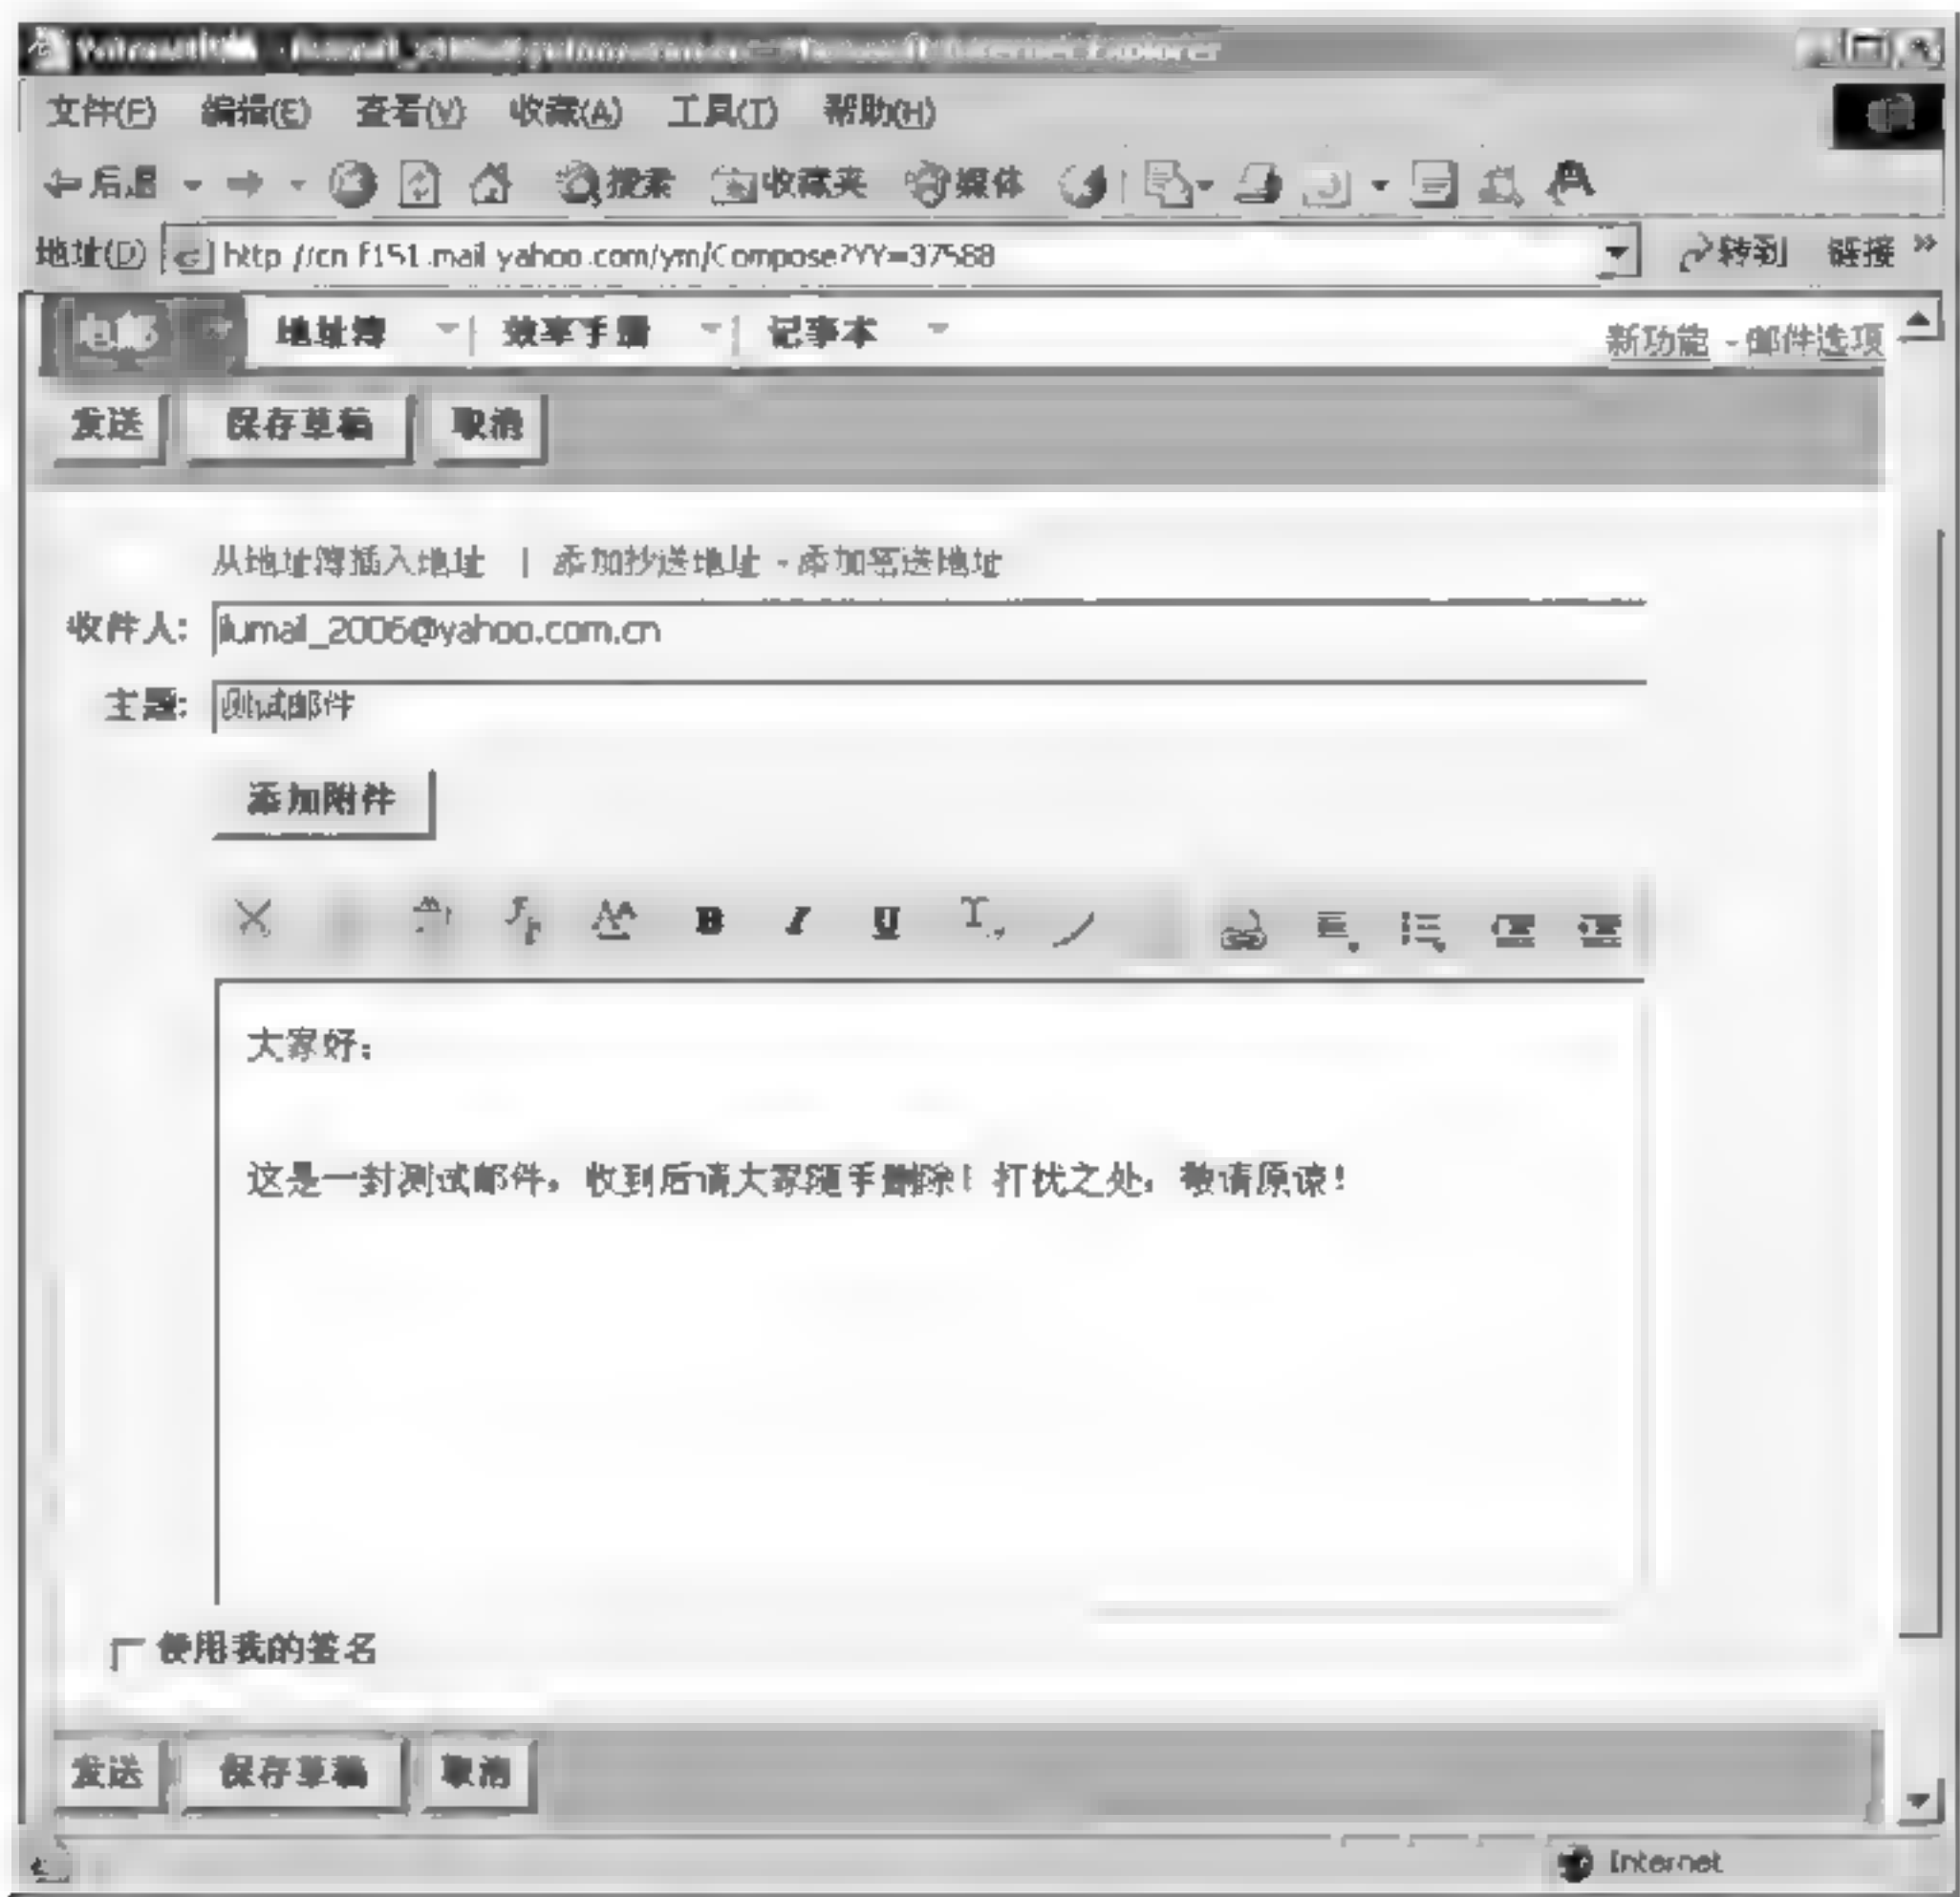 Internet Explorer
文件(F) 编辑(E) 查看(V) 收藏(A) 工具(T) 帮助(H)
后退 搜索 收藏夹 媒体
地址(D) http://cn.f151.mail.yahoo.com/ym/Compose?YY=37588 转到 链接 »
地址簿 效率手册 记事本 新功能 - 邮件选项
发送 保存草稿 取消
从地址簿插入地址 | 添加抄送地址 - 添加密送地址
收件人: lumail_2006@yahoo.com.cn
主题: 测试邮件
添加附件
B I U
大家好：
这是一封测试邮件，收到后请大家随手删除！打扰之处，敬请原谅！
使用我的签名
发送 保存草稿 取消
Internet